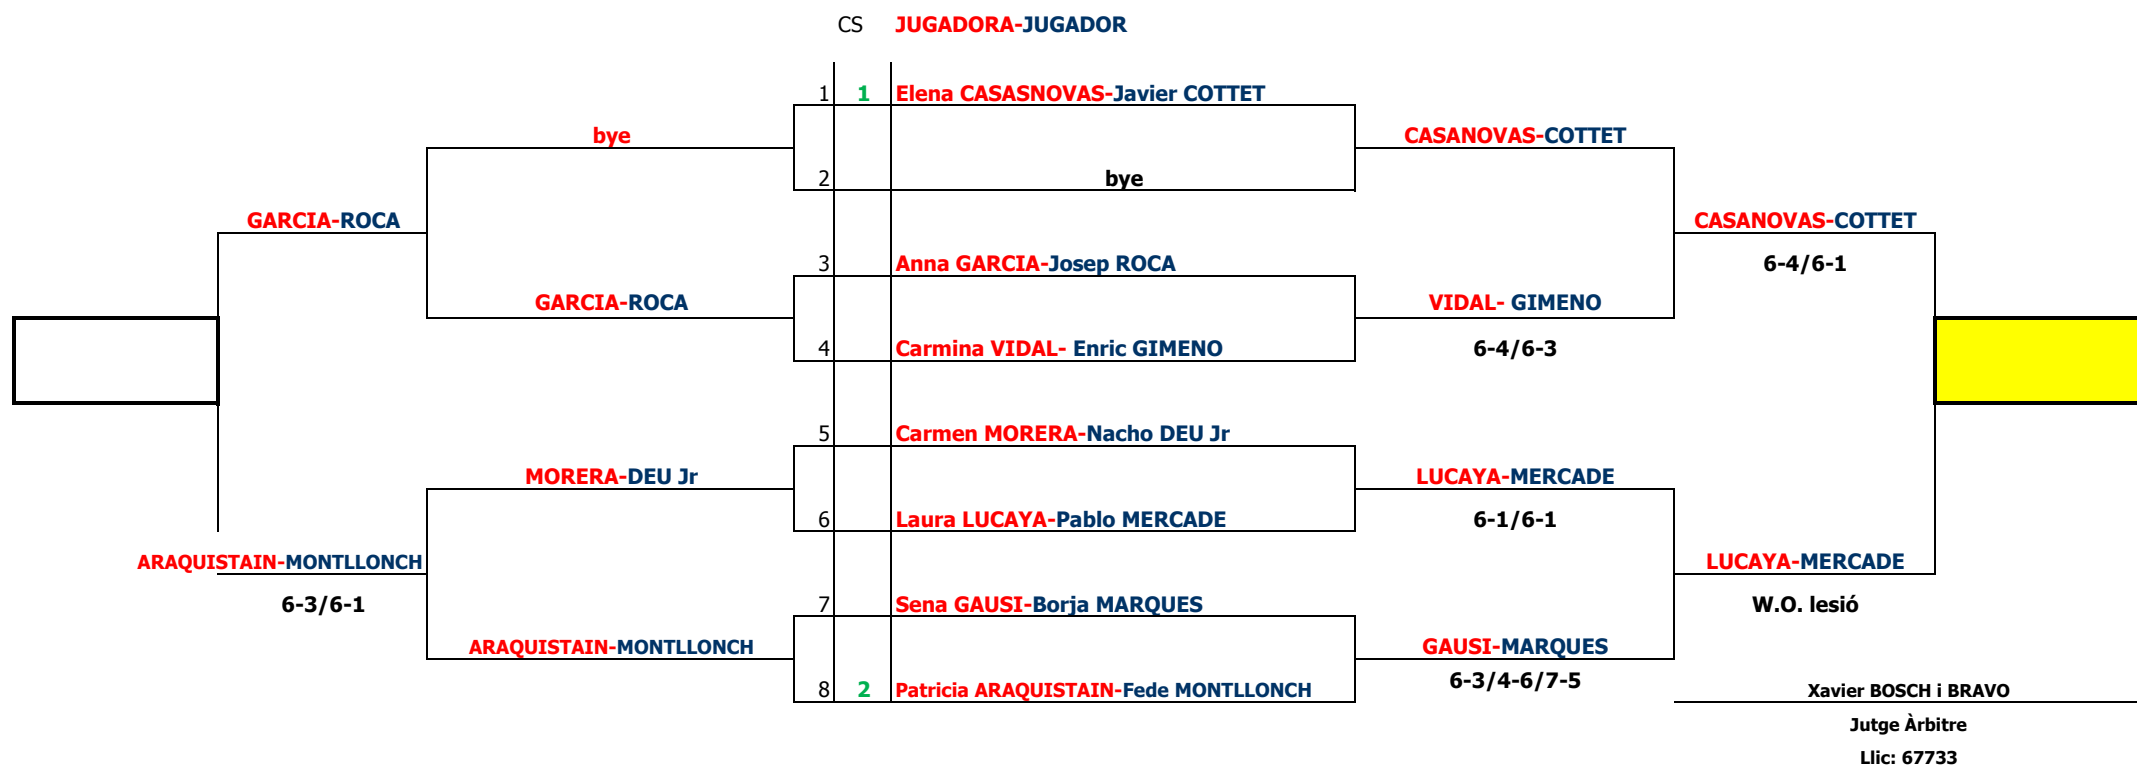 CS JUGADORA-JUGADOR
1 1 Elena CASASNOVAS-Javier COTTET
bye CASANOVAS-COTTET
2 bye
GARCIA-ROCA CASANOVAS-COTTET
3 Anna GARCIA-Josep ROCA 6-4/6-1
GARCIA-ROCA VIDAL- GIMENO
4 Carmina VIDAL- Enric GIMENO 6-4/6-3
5 Carmen MORERA-Nacho DEU Jr
MORERA-DEU Jr LUCAYA-MERCADE
6 Laura LUCAYA-Pablo MERCADE 6-1/6-1
ARAQUISTAIN-MONTLLONCH LUCAYA-MERCADE
6-3/6-1 7 Sena GAUSI-Borja MARQUES W.O. lesió
ARAQUISTAIN-MONTLLONCH GAUSI-MARQUES
8 2 Patricia ARAQUISTAIN-Fede MONTLLONCH 6-3/4-6/7-5 Xavier BOSCH i BRAVO
Jutge Àrbitre
Llic: 67733